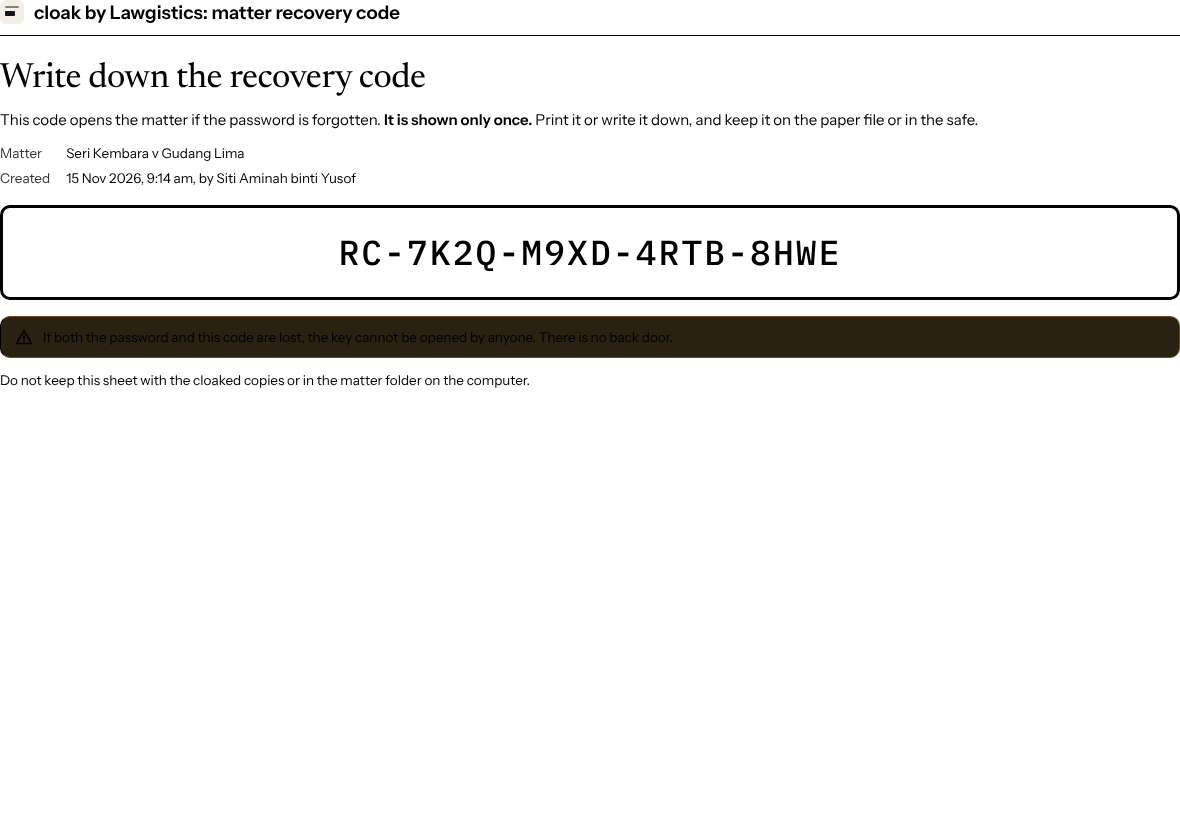 cloak by Lawgistics: matter recovery code
Write down the recovery code
This code opens the matter if the password is forgotten. It is shown only once. Print it or write it down, and keep it on the paper file or in the safe.
Matter Seri Kembara v Gudang Lima
Created 15 Nov 2026, 9:14 am, by Siti Aminah binti Yusof
RC-7K2Q-M9XD-4RTB-8HWE
If both the password and this code are lost, the key cannot be opened by anyone. There is no back door.
Do not keep this sheet with the cloaked copies or in the matter folder on the computer.